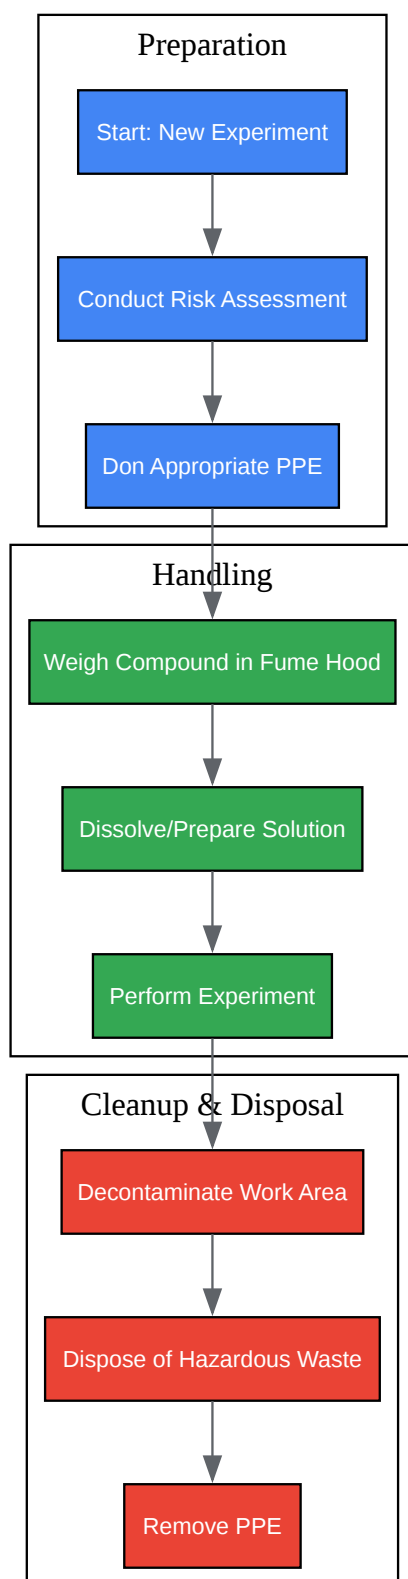 Preparation
Start: New Experiment
Conduct Risk Assessment
Don Appropriate PPE
Handling
Weigh Compound in Fume Hood
Dissolve/Prepare Solution
Perform Experiment
Cleanup & Disposal
Decontaminate Work Area
Dispose of Hazardous Waste
Remove PPE